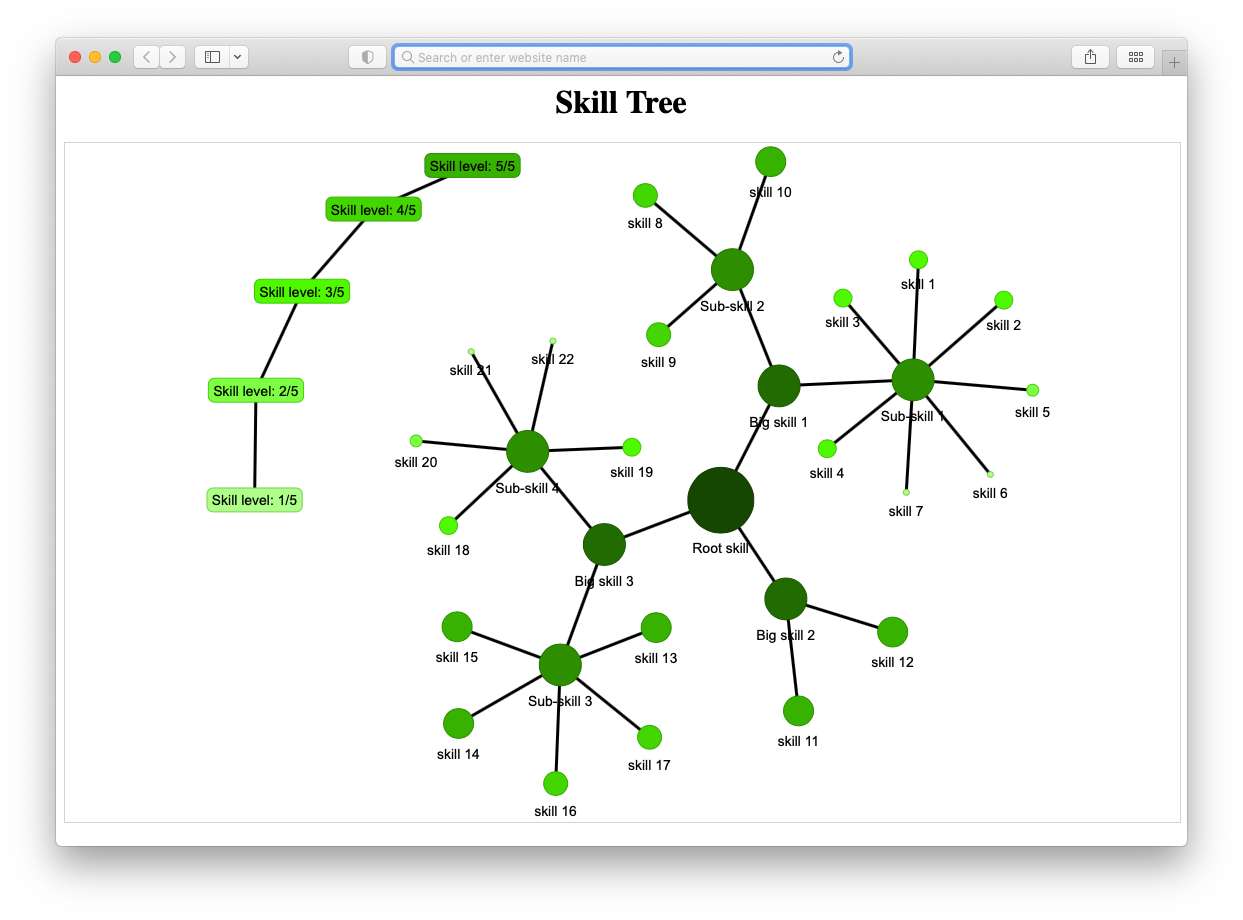 Search or enter website name
Skill Tree
Skill level: 5/5
Skill level: 4/5
Skill level: 3/5
Skill level: 2/5
Skill level: 1/5
skill 10
skill 8
Sub-skill 2
skill 9
skill 1
skill 3
skill 2
Sub-skill 1
skill 5
skill 4
skill 6
skill 7
Big skill 1
skill 22
skill 21
skill 20
skill 19
Sub-skill 4
skill 18
Root skill
Big skill 3
Big skill 2
skill 12
skill 11
skill 15
skill 13
Sub-skill 3
skill 14
skill 17
skill 16